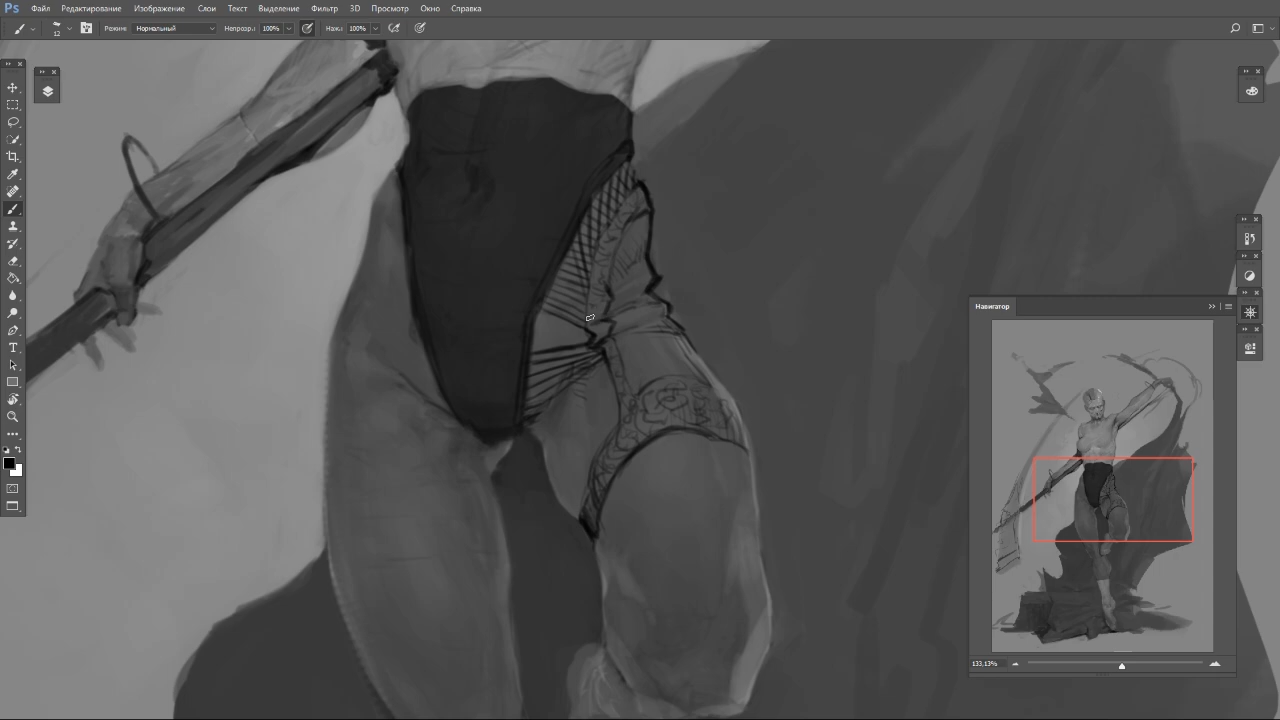 Ps Файл Редактирование Изображение Слои Текст Выделение Фильтр 3D Просмотр Окно Справка
12 Режим: Нормальный Непрозр.: 100% Наж.: 100%
Навигатор
133,13%